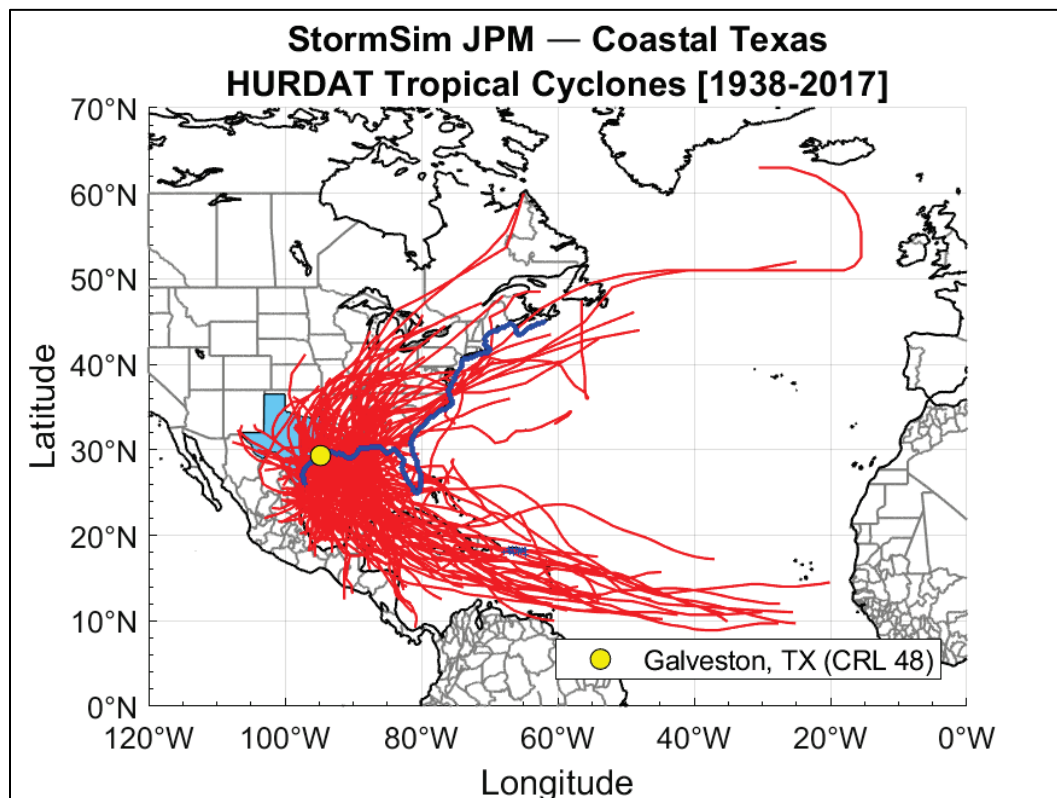 StormSim JPM — Coastal Texas
HURDAT Tropical Cyclones [1938-2017]
70°N
60°N
50°N
40°N
30°N
20°N
10°N
0°N
Latitude
Galveston, TX (CRL 48)
120°W 100°W 80°W 60°W 40°W 20°W 0°W
Longitude